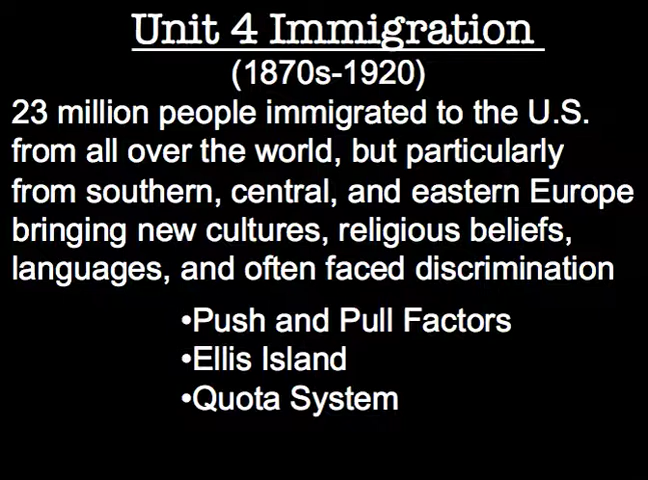 Unit 4 Immigration
(1870s-1920)
23 million people immigrated to the U.S.
from all over the world, but particularly
from southern, central, and eastern Europe
bringing new cultures, religious beliefs,
languages, and often faced discrimination
•Push and Pull Factors
•Ellis Island
•Quota System